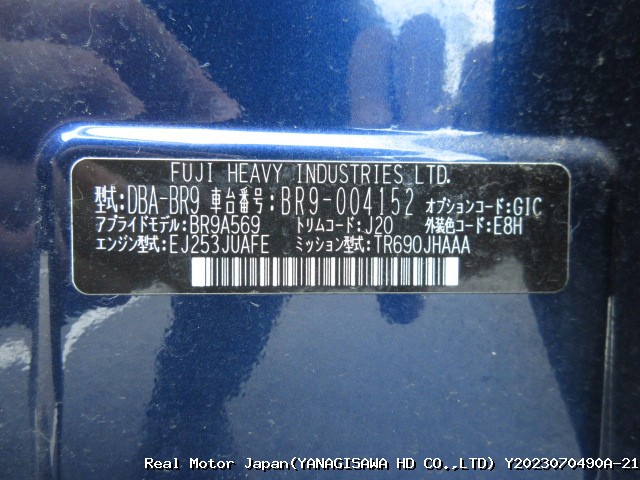 FUJI HEAVY INDUSTRIES LTD.
型式:DBA-BR9 車台番号:BR9-004152 オプションコード:GIC
アプライドモデル:BR9A569 トリムコード:J20 外装色コード:E8H
エンジン型式:EJ253JUAFE ミッション型式:TR690JHAAA
Real Motor Japan(YANAGISAWA HD CO.,LTD) Y2023070490A-21